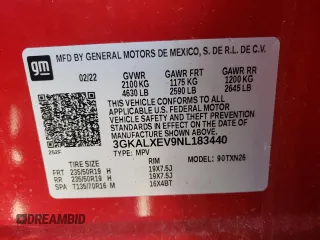 gm
MFD BY GENERAL MOTORS DE MEXICO, S. DE R.L. DE C.V.
02/22 GVWR GAWR FRT GAWR RR
2100 KG 1175 KG 1200 KG
4630 LB 2590 LB 2645 LB
THIS VEHICLE CONFORMS TO ALL APPLICABLE
U.S. FEDERAL MOTOR VEHICLE SAFETY
STANDARDS IN EFFECT ON THE DATE OF
MANUFACTURE SHOWN ABOVE.
3GKALXEV9NL183440
TYPE: MPV MODEL: 90TXN26
TIRE SIZE RIM
FRT 235/50R19 H 19X7.5J
RR 235/50R19 H 19X7.5J
SPA T135/70R16 M 16X4BT
DREAMBID